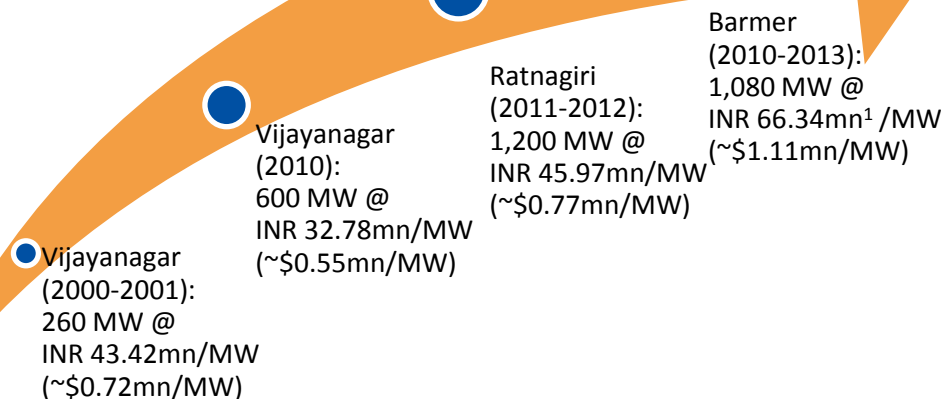 Vijayanagar
(2000-2001):
260 MW @
INR 43.42mn/MW
(~$0.72mn/MW)
Vijayanagar
(2010):
600 MW @
INR 32.78mn/MW
(~$0.55mn/MW)
Ratnagiri
(2011-2012):
1,200 MW @
INR 45.97mn/MW
(~$0.77mn/MW)
Barmer
(2010-2013):
1,080 MW @
INR 66.34mn¹ /MW
(~$1.11mn/MW)